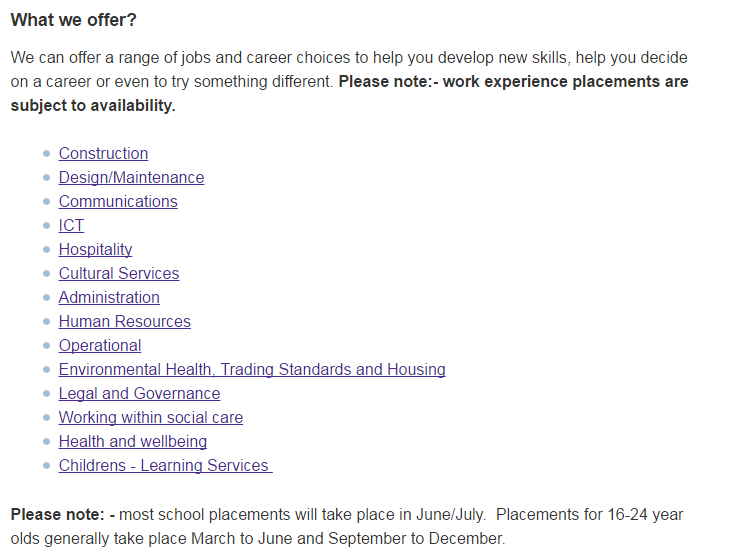 What we offer?
We can offer a range of jobs and career choices to help you develop new skills, help you decide
on a career or even to try something different. Please note:- work experience placements are
subject to availability.
Construction
Design/Maintenance
Communications
ICT
Hospitality
Cultural Services
Administration
Human Resources
Operational
Environmental Health, Trading Standards and Housing
Legal and Governance
Working within social care
Health and wellbeing
Childrens - Learning Services
Please note: - most school placements will take place in June/July.  Placements for 16-24 year
olds generally take place March to June and September to December.